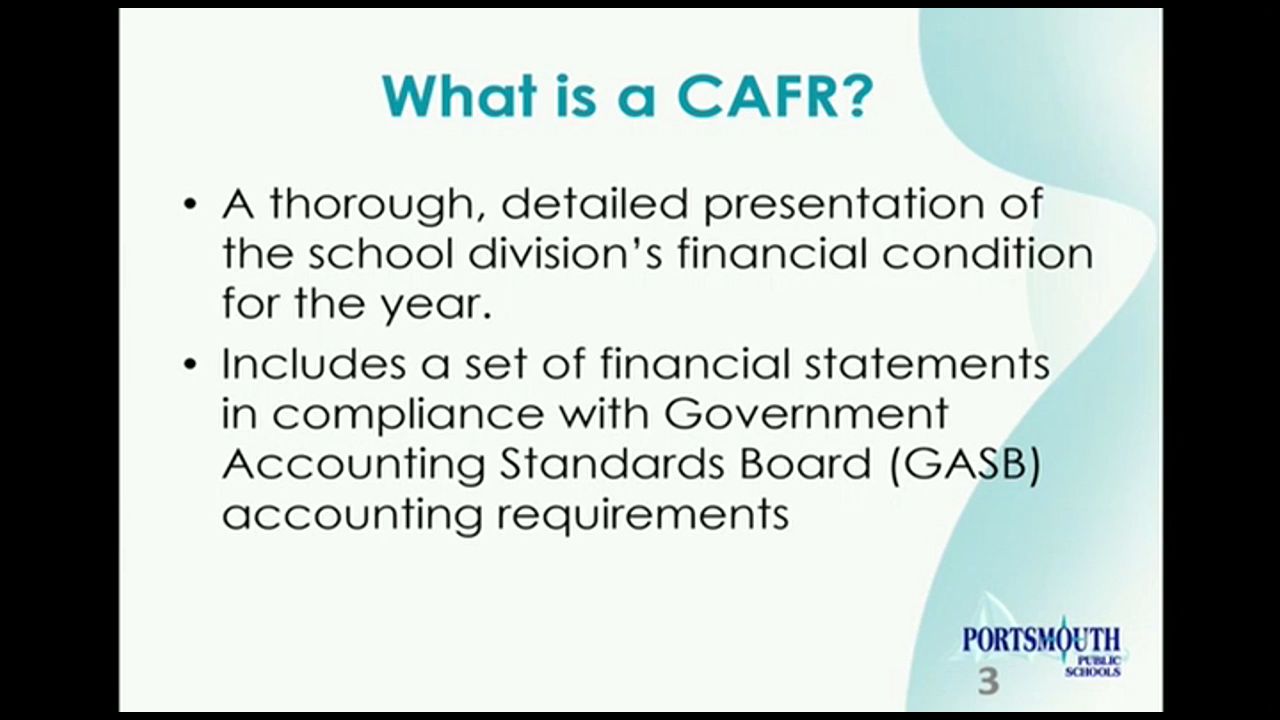 What is a CAFR?
• A thorough, detailed presentation of
the school division's financial condition
for the year.
• Includes a set of financial statements
in compliance with Government
Accounting Standards Board (GASB)
accounting requirements
PORTSMOUTH
PUBLIC
SCHOOLS
3